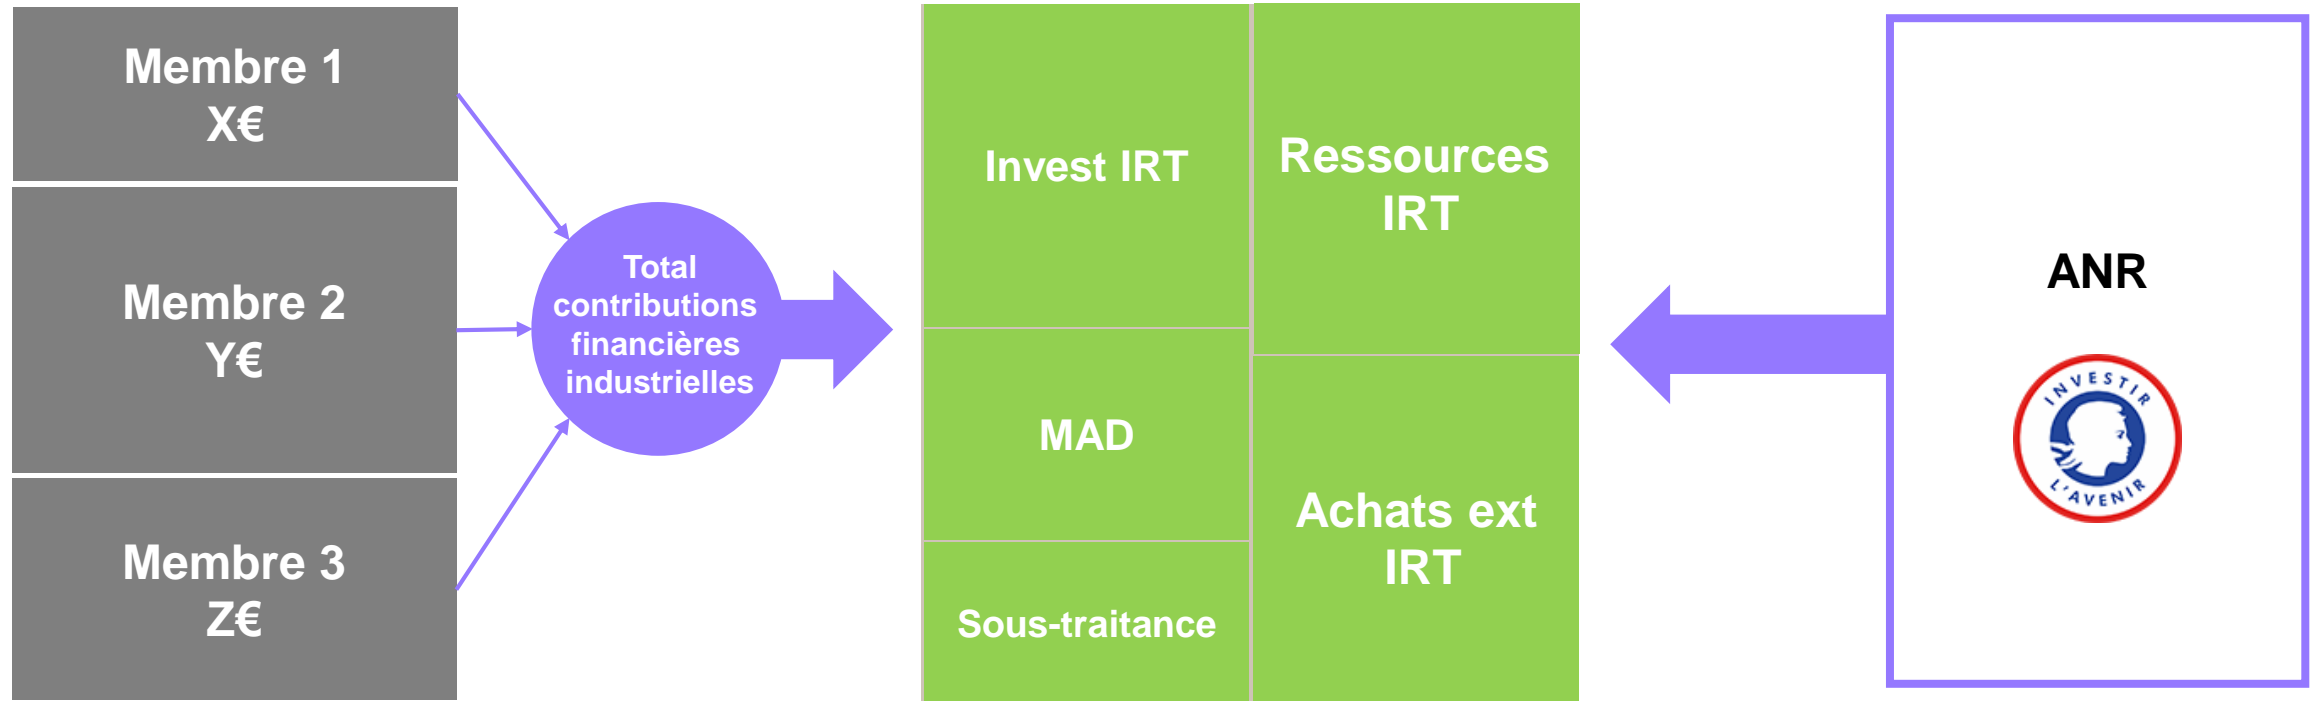 Membre 1
X€
Membre 2
Y€
Membre 3
Z€
Total
contributions
financières
industrielles
Invest IRT
MAD
Sous-traitance
Ressources
IRT
Achats ext
IRT
ANR
INVESTIR
L'AVENIR